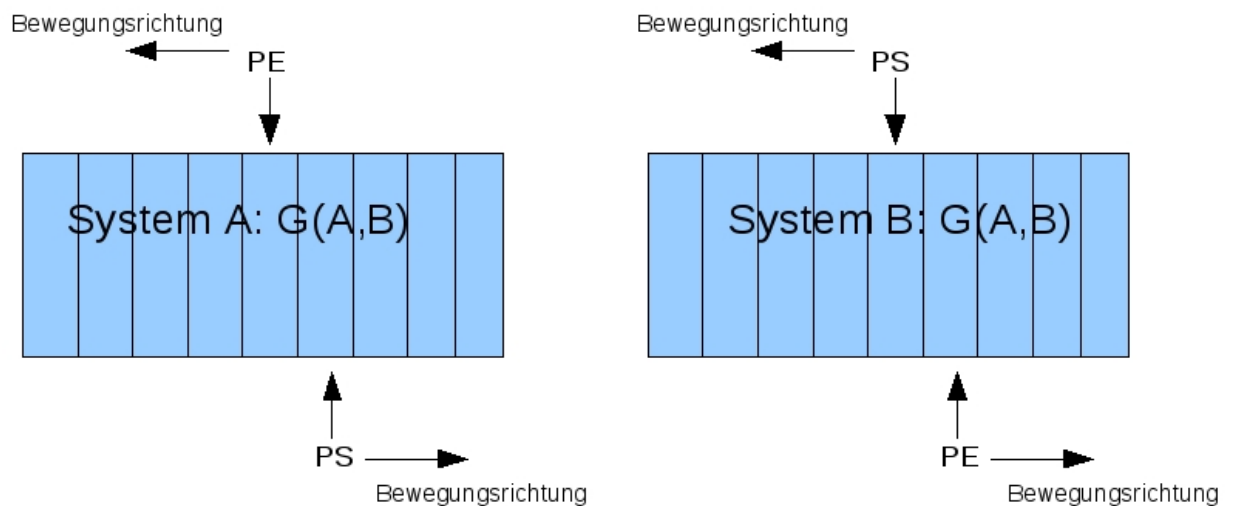 Bewegungsrichtung
PE
System A: G(A,B)
PS
Bewegungsrichtung
Bewegungsrichtung
PS
System B: G(A,B)
PE
Bewegungsrichtung